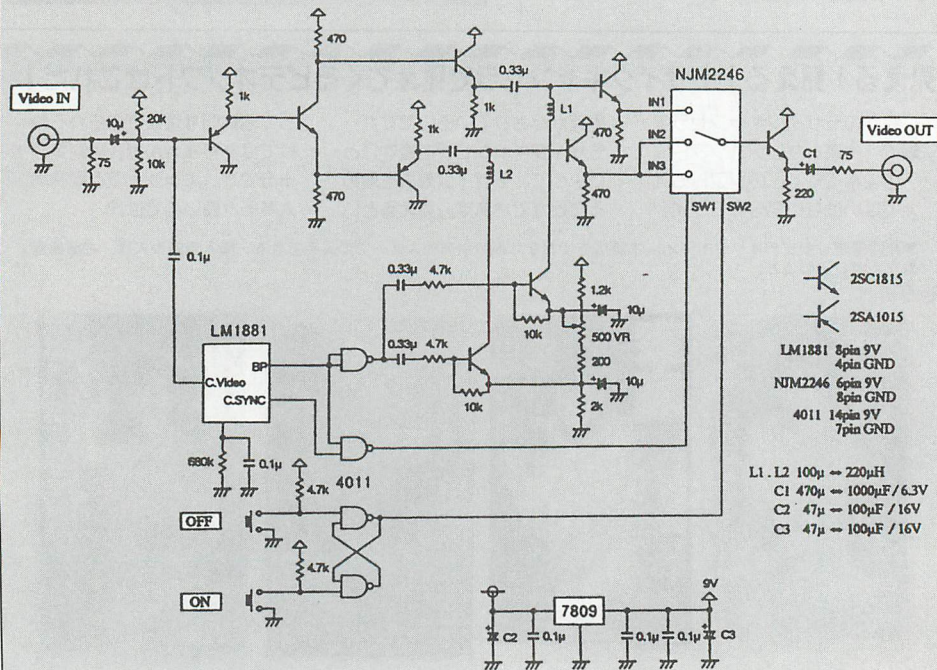 470
0.33μ
NJM2246
Video IN
1k
1k
L1
470
IN1
IN2
IN3
10μ
20k
1k
0.33μ
L2
Video OUT
C1
75
75
10k
470
470
220
SW1
SW2
0.1μ
0.33μ
4.7k
1.2k
2SC1815
10μ
LM1881
10k
500 VR
2SA1015
0.33μ
4.7k
200
BP
C.Video
10μ
C.SYNC
10k
2k
LM1881 8pin 9V
4pin GND
NJM2246 6pin 9V
8pin GND
4011 14pin 9V
7pin GND
680k
0.1μ
4011
4.7k
L1 . L2 100μ ⇔ 220μH
C1 470μ ⇔ 1000μF / 6.3V
C2 47μ ⇔ 100μF / 16V
C3 47μ ⇔ 100μF / 16V
OFF
4.7k
ON
9V
7809
C2
0.1μ
0.1μ
0.1μ
C3